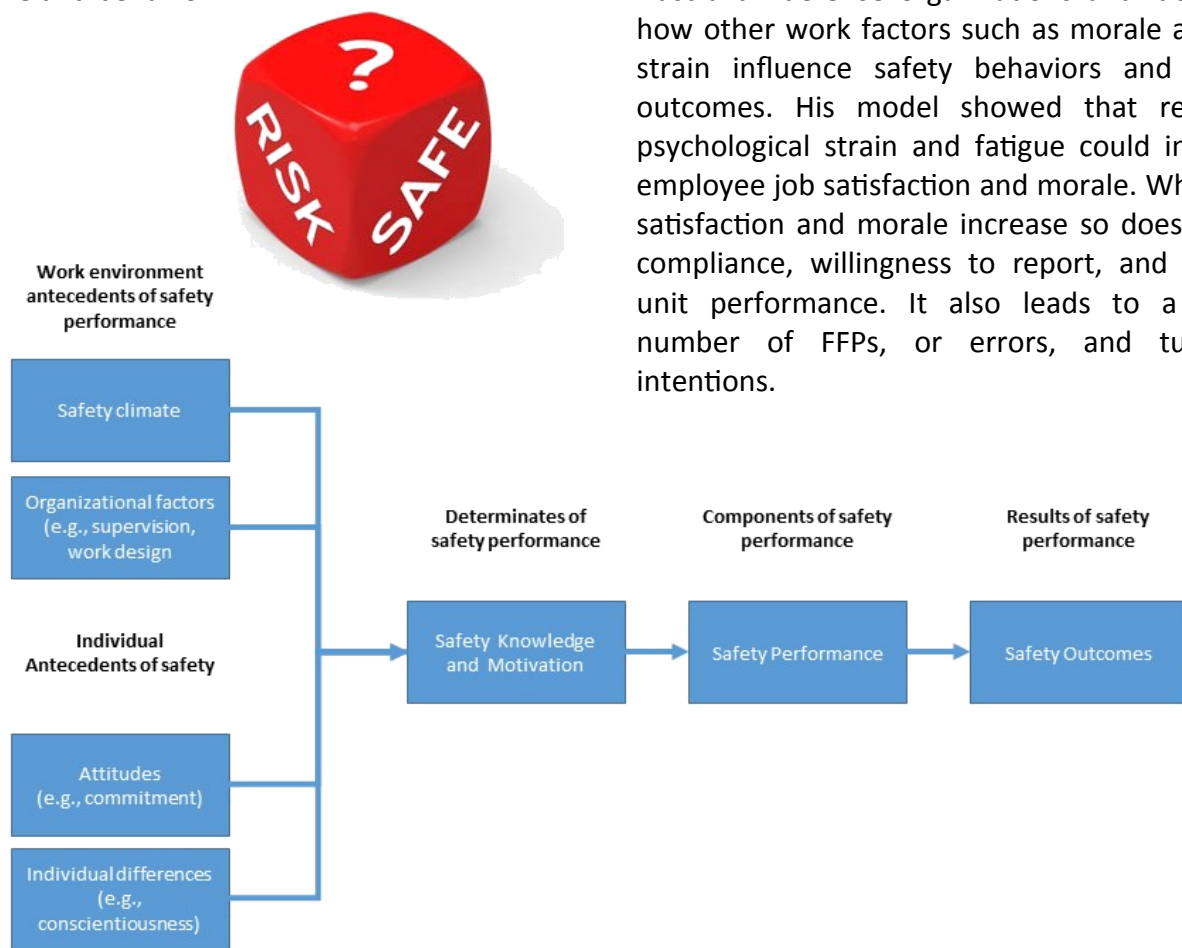 how other work factors such as morale
strain influence safety behaviors and
outcomes. His model showed that
psychological strain and fatigue could
employee job satisfaction and morale.
satisfaction and morale increase so does
compliance, willingness to report, and
unit performance. It also leads to a
number of FFPs, or errors, and
intentions.
?
RISK
SAFE
Work environment
antecedents of safety
performance
Safety climate
Organizational factors
(e.g., supervision,
work design
Individual
Antecedents of safety
Attitudes
(e.g., commitment)
Individual differences
(e.g.,
conscientiousness)
Determinates of
safety performance
Safety Knowledge
and Motivation
Components of safety
performance
Safety Performance
Results of safety
performance
Safety Outcomes